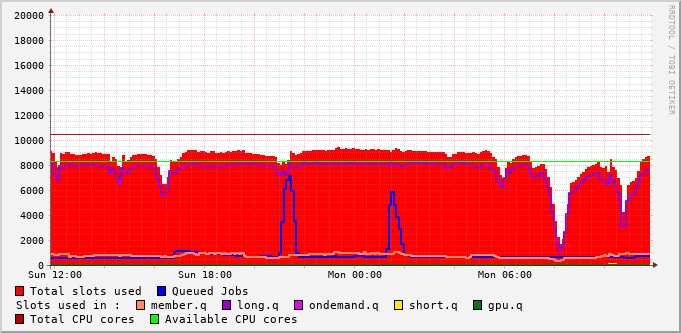 20000
18000
16000
14000
12000
10000
8000
6000
4000
2000
0
Sun 12:00 Sun 18:00 Mon 00:00 Mon 06:00
Total slots used Queued Jobs
Slots used in : member.q long.q ondemand.q short.q gpu.q
Total CPU cores Available CPU cores
RRDTOOL / TOBI OETIKER